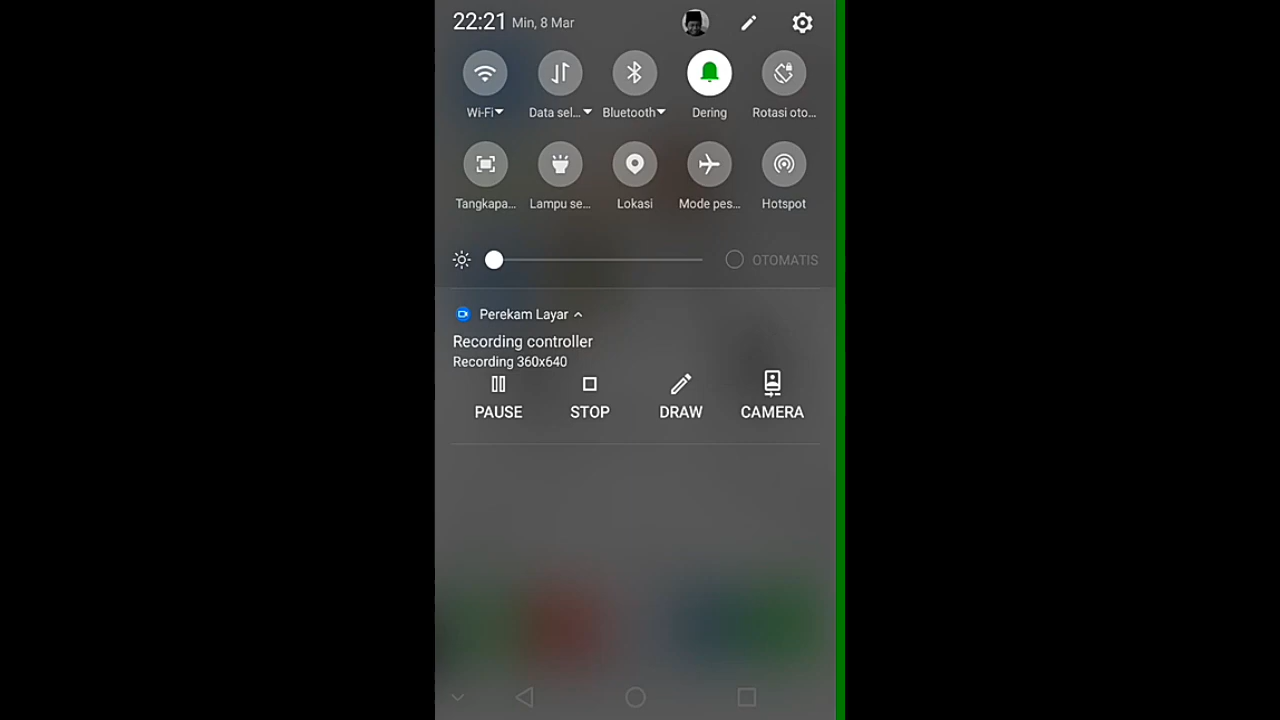 22:21 Min, 8 Mar
Wi-Fi Data sel... Bluetooth Dering Rotasi oto...
Tangkapa... Lampu se... Lokasi Mode pes... Hotspot
OTOMATIS
Perekam Layar
Recording controller
Recording 360x640
PAUSE STOP DRAW CAMERA